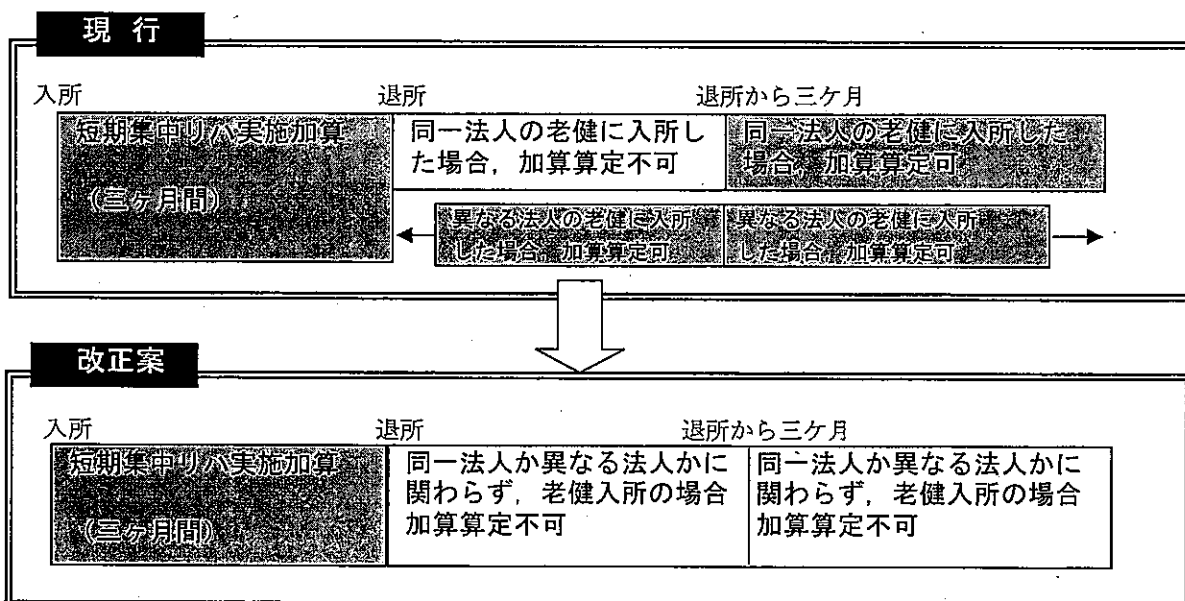 現 行
入所
退所
退所から三ケ月
短期集中リハ実施加算
（三ヶ月間）
同一法人の老健に入所し
た場合，加算算定不可
同一法人の老健に入所した
場合，加算算定可
異なる法人の老健に入所
した場合，加算算定可
異なる法人の老健に入所
した場合，加算算定可
改正案
入所
退所
退所から三ケ月
短期集中リハ実施加算
（三ヶ月間）
同一法人か異なる法人かに
関わらず，老健入所の場合
加算算定不可
同一法人か異なる法人かに
関わらず，老健入所の場合
加算算定不可